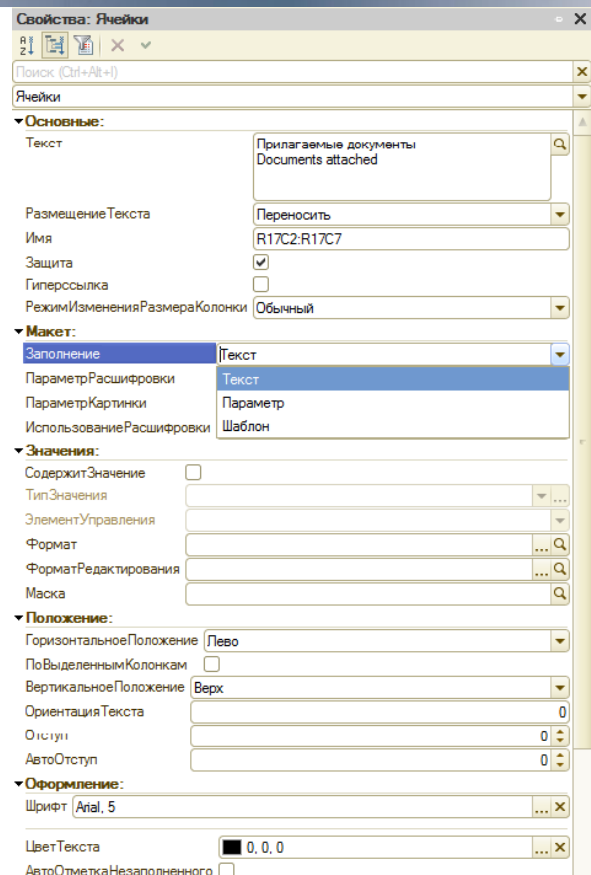 Свойства: Ячейки
Поиск (Ctrl+Alt+I)
Ячейки
Основные:
Текст
Прилагаемые документы
Documents attached
РазмещениеТекста Переносить
Имя R17C2:R17C7
Защита
Гиперссылка
РежимИзмененияРазмераКолонки Обычный
Макет:
Заполнение Текст
ПараметрРасшифровки Текст
ПараметрКартинки Параметр
ИспользованиеРасшифровки Шаблон
Значения:
СодержитЗначение
ТипЗначения ...
ЭлементУправления
Формат ...
ФорматРедактирования ...
Маска
Положение:
ГоризонтальноеПоложение Лево
ПоВыделеннымКолонкам
ВертикальноеПоложение Верх
ОриентацияТекста 0
Отступ 0
АвтоОтступ 0
Оформление:
Шрифт Arial, 5 ...
ЦветТекста 0, 0, 0 ...
АвтоОтметкаНезаполненного